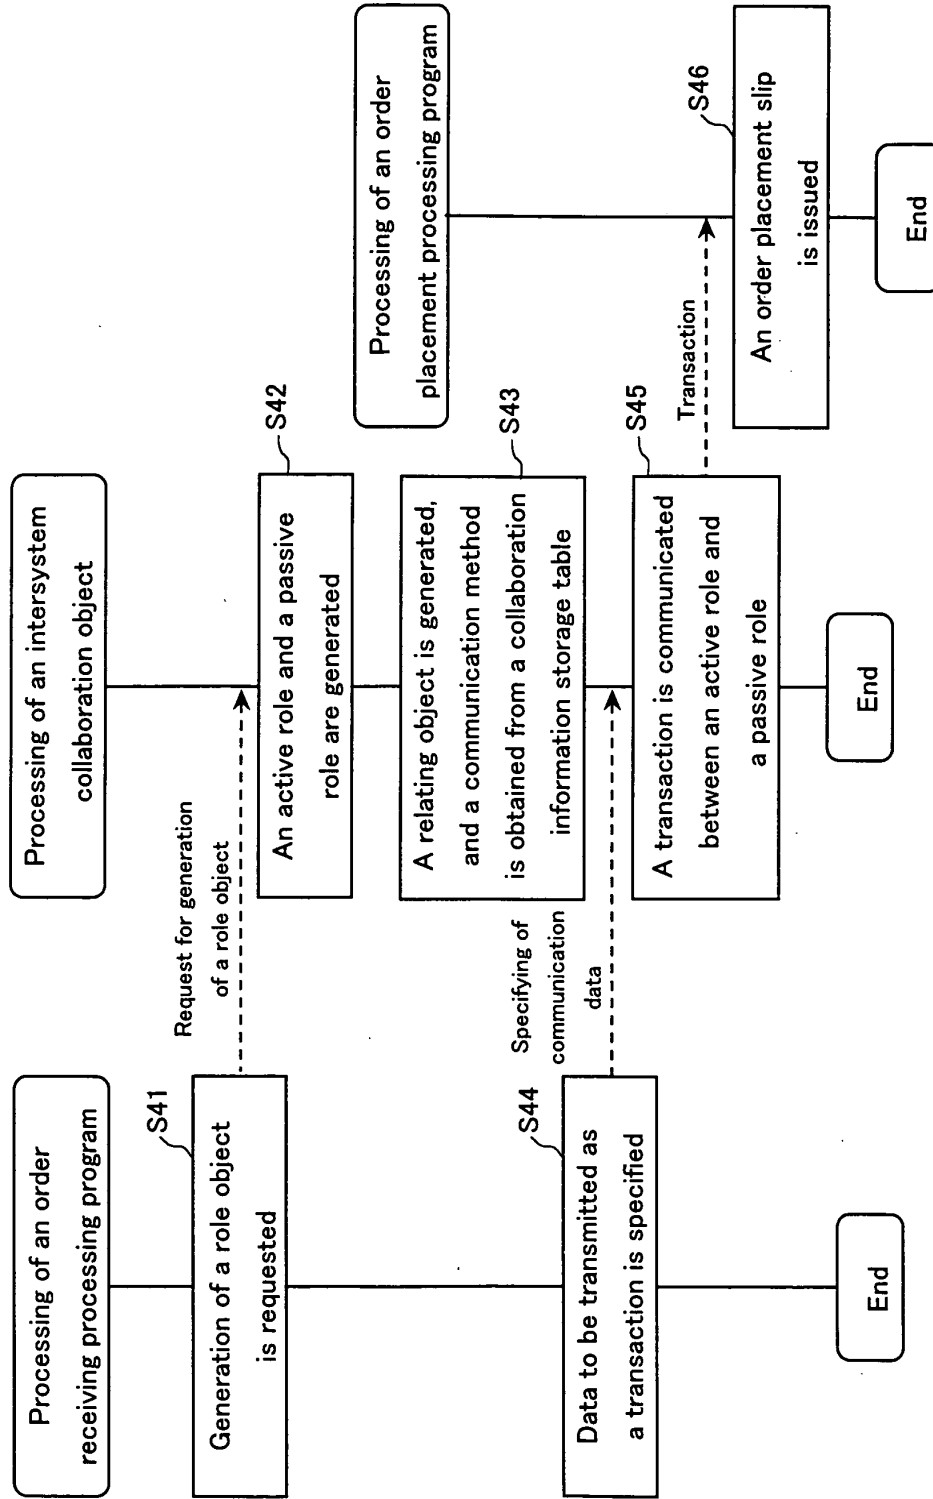 Processing of an order
receiving processing program
S41
Generation of a role object
is requested
S44
Data to be transmitted as
a transaction is specified
End
Request for generation
of a role object
Specifying of
communication
data
Processing of an intersystem
collaboration object
S42
An active role and a passive
role are generated
S43
A relating object is generated,
and a communication method
is obtained from a collaboration
information storage table
S45
A transaction is communicated
between an active role and
a passive role
End
Transaction
Processing of an order
placement processing program
S46
An order placement slip
is issued
End